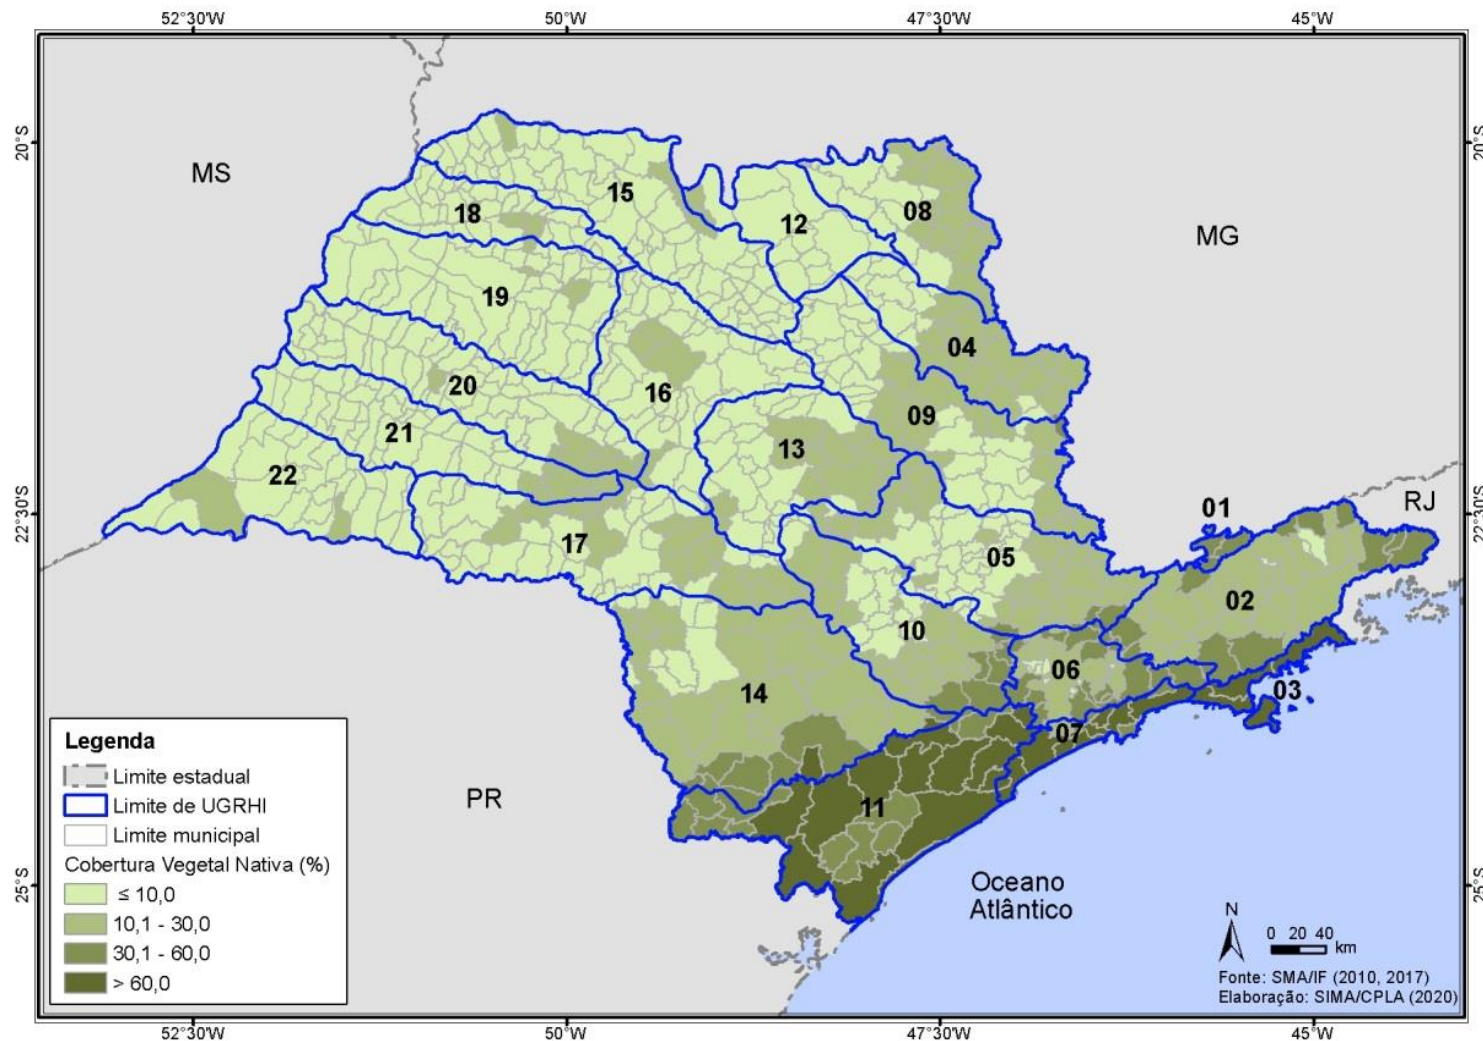 52°30'W 50°W 47°30'W 45°W
20°S 20°S
MS
15
18
12
08
MG
19
04
20
16
09
21
13
22
22°30'S 22°30'S
01
RJ
17
05
02
10
06
14
03
07
PR
11
25°S 25°S
Oceano
Atlântico
Legenda
Limite estadual
Limite de UGRHI
Limite municipal
Cobertura Vegetal Nativa (%)
≤ 10,0
10,1 - 30,0
30,1 - 60,0
> 60,0
N
0 20 40
km
Fonte: SMA/IF (2010, 2017)
Elaboração: SIMA/CPLA (2020)
52°30'W 50°W 47°30'W 45°W